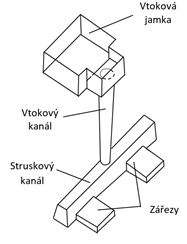 Vtoková
jamka
Vtokový
kanál
Struskový
kanál
Zářezy